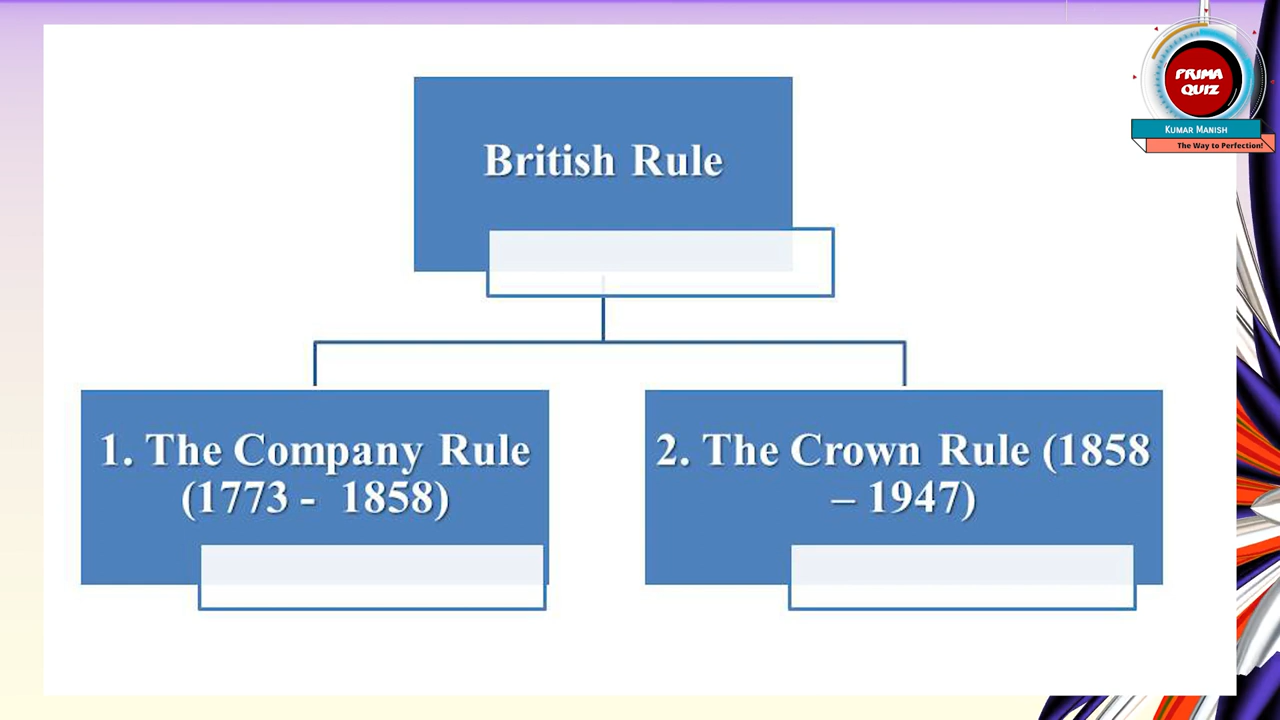 PRIMA
QUIZ
KUMAR MANISH
The Way to Perfection!
British Rule
1. The Company Rule
(1773 - 1858)
2. The Crown Rule (1858
– 1947)